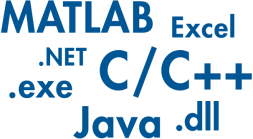 MATLAB
Excel
.NET
C/C++
.exe
Java
.dll